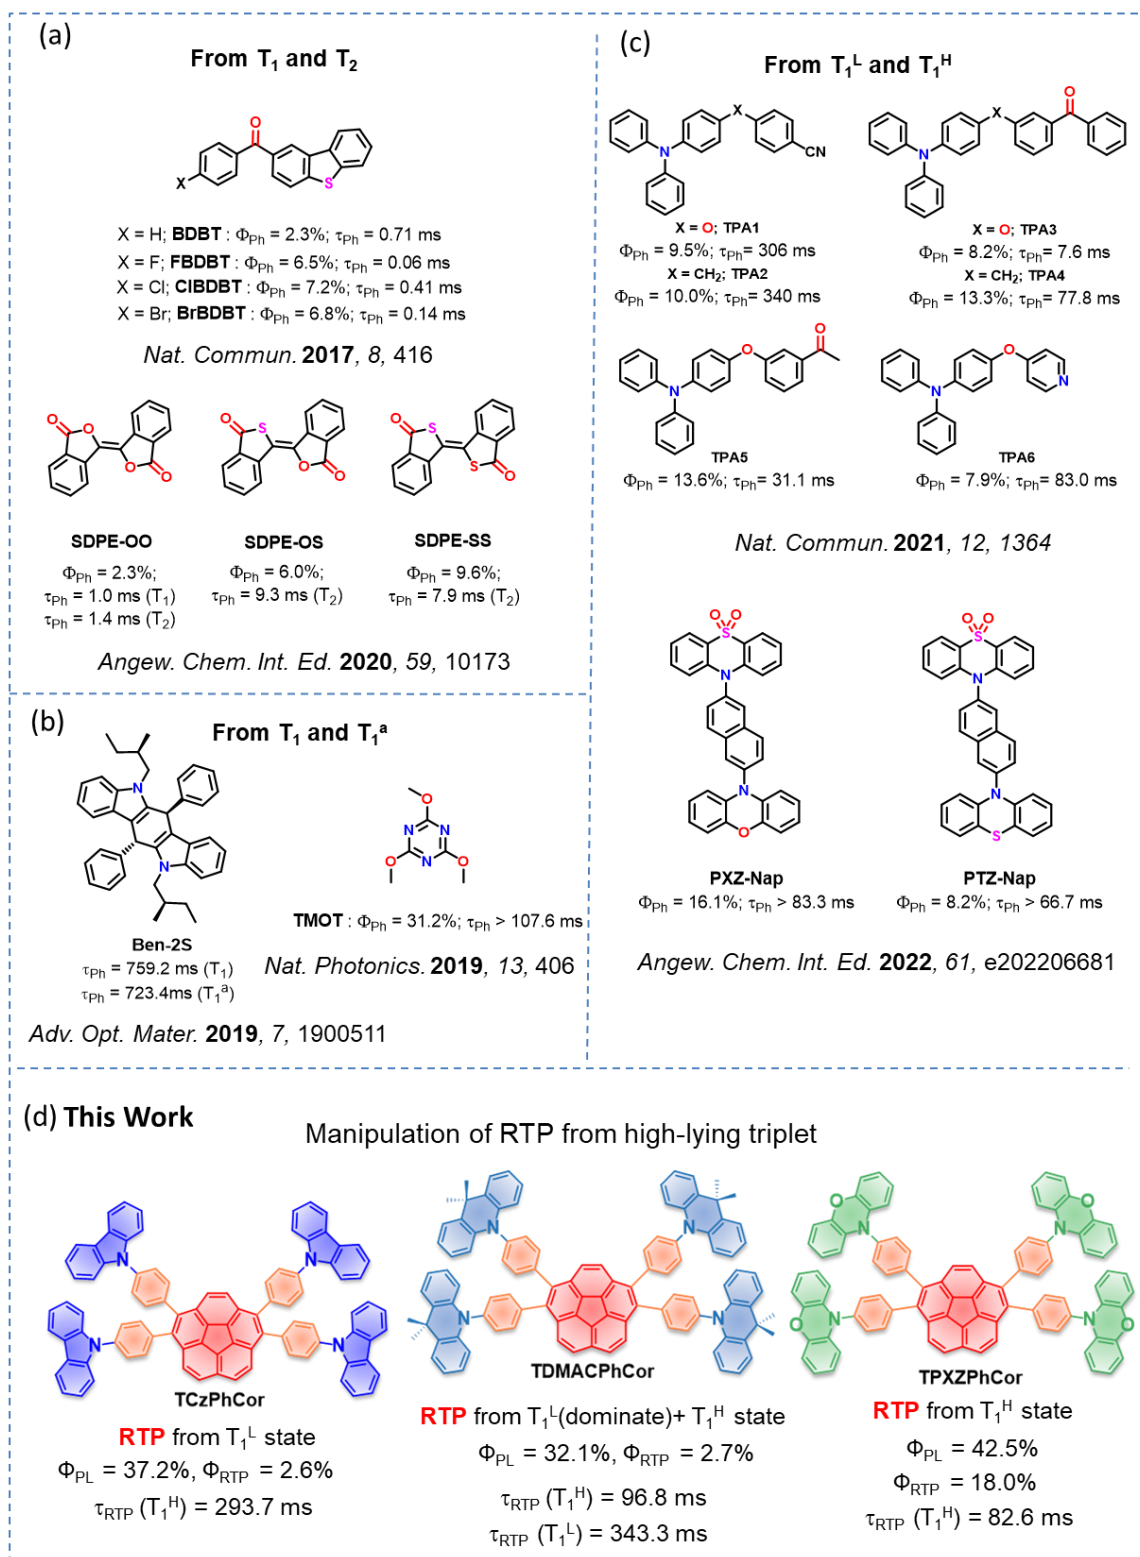 (a)
From T₁ and T₂
O
X
S
X = H; BDBT : ΦPh = 2.3%; τPh = 0.71 ms
X = F; FBDBT : ΦPh = 6.5%; τPh = 0.06 ms
X = Cl; ClBDBT : ΦPh = 7.2%; τPh = 0.41 ms
X = Br; BrBDBT : ΦPh = 6.8%; τPh = 0.14 ms
Nat. Commun. 2017, 8, 416
O O O O
O S O O
O S S O
SDPE-OO
ΦPh = 2.3%;
τPh = 1.0 ms (T₁)
τPh = 1.4 ms (T₂)
SDPE-OS
ΦPh = 6.0%;
τPh = 9.3 ms (T₂)
SDPE-SS
ΦPh = 9.6%;
τPh = 7.9 ms (T₂)
Angew. Chem. Int. Ed. 2020, 59, 10173
(b)
From T₁ and T₁ᵃ
N
N
Ben-2S
τPh = 759.2 ms (T₁)
τPh = 723.4ms (T₁ᵃ)
Adv. Opt. Mater. 2019, 7, 1900511
O
N N
O N O
TMOT : ΦPh = 31.2%; τPh > 107.6 ms
Nat. Photonics. 2019, 13, 406
(c)
From T₁ᴸ and T₁ᴴ
X
N
CN
X = O; TPA1
ΦPh = 9.5%; τPh= 306 ms
X = CH₂; TPA2
ΦPh = 10.0%; τPh= 340 ms
O
X
N
X = O; TPA3
ΦPh = 8.2%; τPh= 7.6 ms
X = CH₂; TPA4
ΦPh = 13.3%; τPh= 77.8 ms
O O
N
TPA5
ΦPh = 13.6%; τPh= 31.1 ms
O
N N
TPA6
ΦPh = 7.9%; τPh= 83.0 ms
Nat. Commun. 2021, 12, 1364
O O
S
N
N
O
PXZ-Nap
ΦPh = 16.1%; τPh > 83.3 ms
O O
S
N
N
S
PTZ-Nap
ΦPh = 8.2%; τPh > 66.7 ms
Angew. Chem. Int. Ed. 2022, 61, e202206681
(d) This Work
Manipulation of RTP from high-lying triplet
N N
N N
TCzPhCor
RTP from T₁ᴸ state
ΦPL = 37.2%, ΦRTP = 2.6%
τRTP (T₁ᴴ) = 293.7 ms
N N
N N
TDMACPhCor
RTP from T₁ᴸ(dominate)+ T₁ᴴ state
ΦPL = 32.1%, ΦRTP = 2.7%
τRTP (T₁ᴴ) = 96.8 ms
τRTP (T₁ᴸ) = 343.3 ms
O O
N N
O O
N N
TPXZPhCor
RTP from T₁ᴴ state
ΦPL = 42.5%
ΦRTP = 18.0%
τRTP (T₁ᴴ) = 82.6 ms